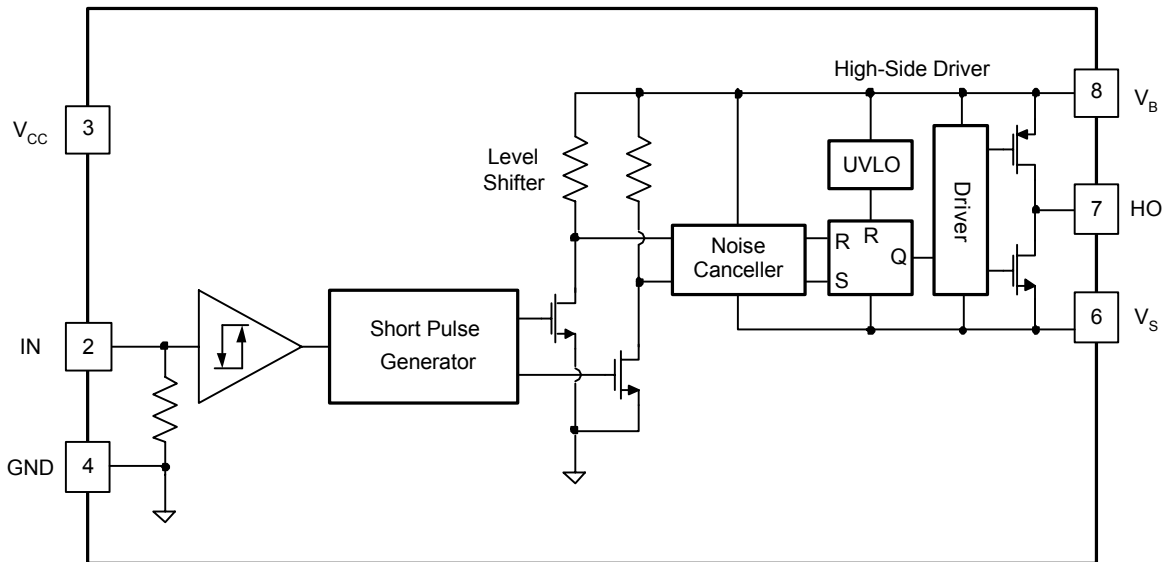 High-Side Driver
8
V_B
3
V_CC
Level
Shifter
UVLO
Driver
7
HO
Noise
Canceller
R
R
Q
S
6
V_S
IN
2
Short Pulse
Generator
GND
4